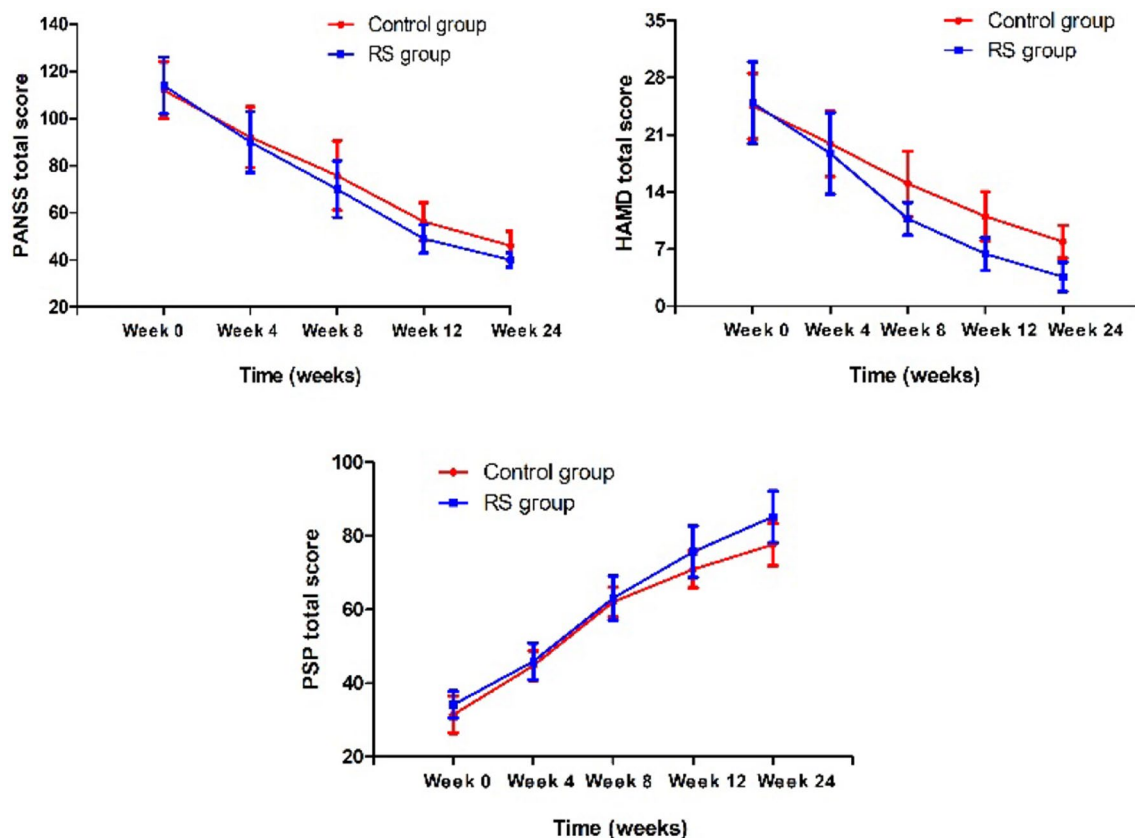 PANSS total score
140
120
100
80
60
40
20
Control group
RS group
Week 0 Week 4 Week 8 Week 12 Week 24
Time (weeks)
HAMD total score
35
28
21
14
7
0
Control group
RS group
Week 0 Week 4 Week 8 Week 12 Week 24
Time (weeks)
PSP total score
100
80
60
40
20
Control group
RS group
Week 0 Week 4 Week 8 Week 12 Week 24
Time (weeks)